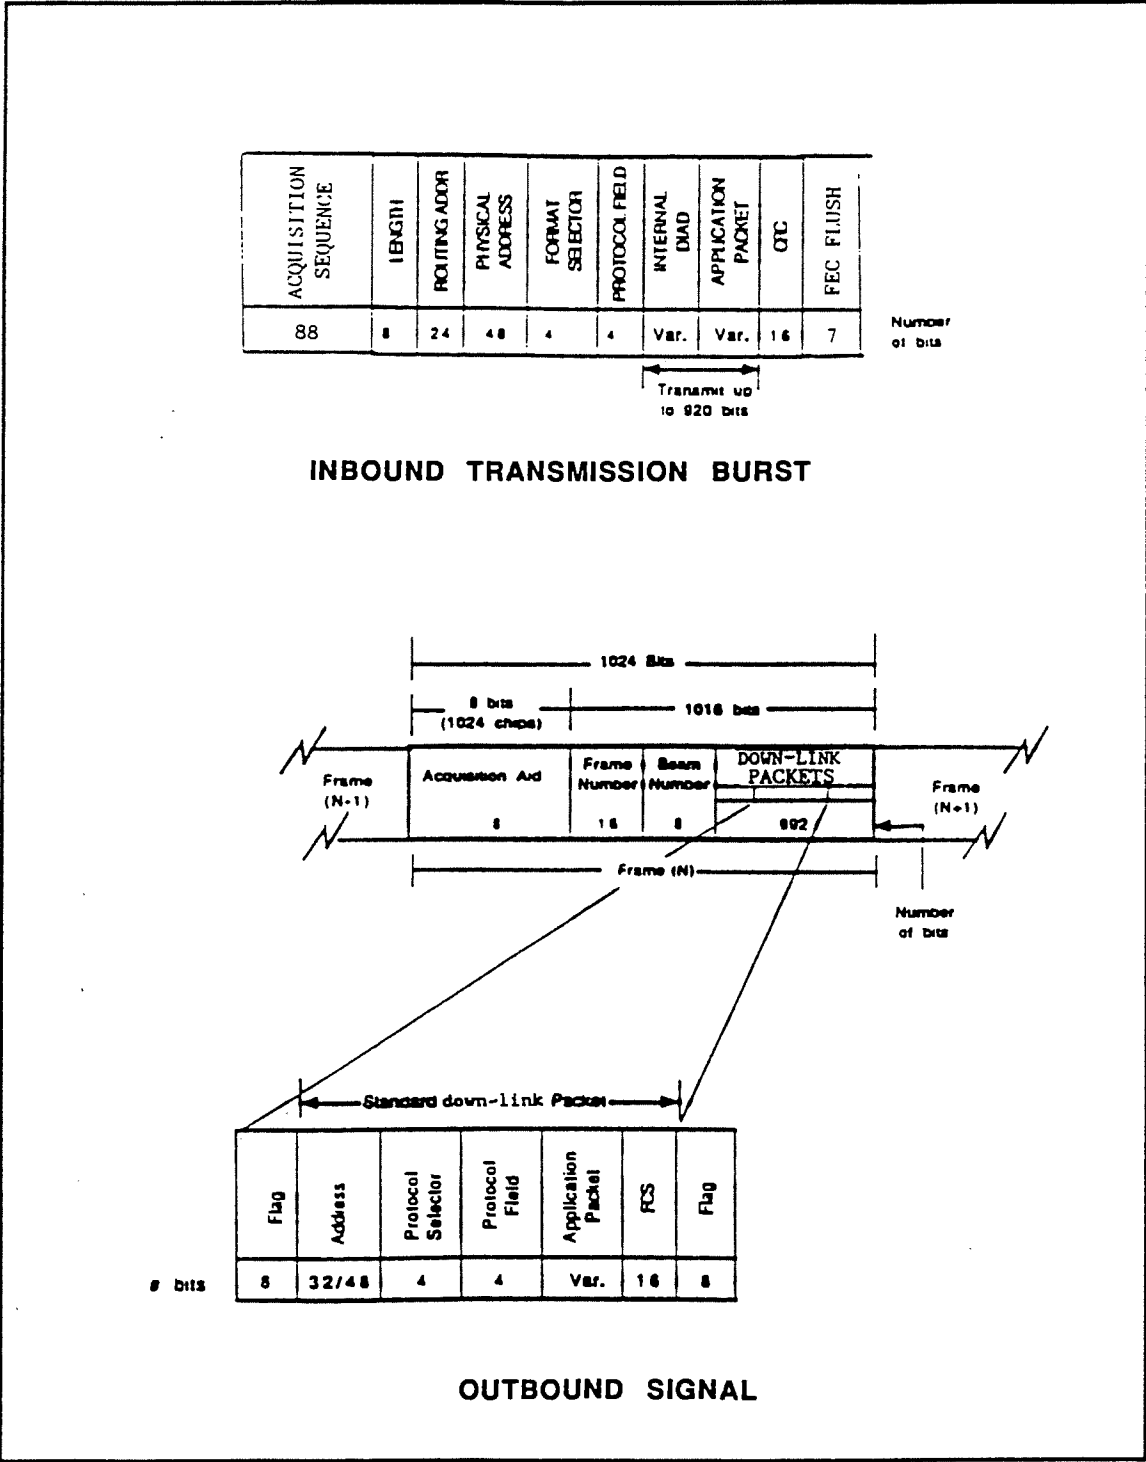 ACQUISITION
SEQUENCE
LENGTH
ROUTING ADDR
PHYSICAL
ADDRESS
FORMAT
SELECTOR
PROTOCOL FIELD
INTERNAL
DIAD
APPLICATION
PACKET
CRC
FEC FLUSH
88 8 24 48 4 4 Var. Var. 16 7
Number
of bits
Transmit up
to 920 bits
INBOUND TRANSMISSION BURST
1024 Bits
8 bits
(1024 chips)
1016 bits
Frame
(N-1)
Acquisition Aid
Frame
Number
Beam
Number
DOWN-LINK
PACKETS
Frame
(N+1)
8 16 8 992
Frame (N)
Number
of bits
Standard down-link Packet
Flag
Address
Protocol
Selector
Protocol
Field
Application
Packet
FCS
Flag
# bits 8 32/48 4 4 Var. 16 8
OUTBOUND SIGNAL